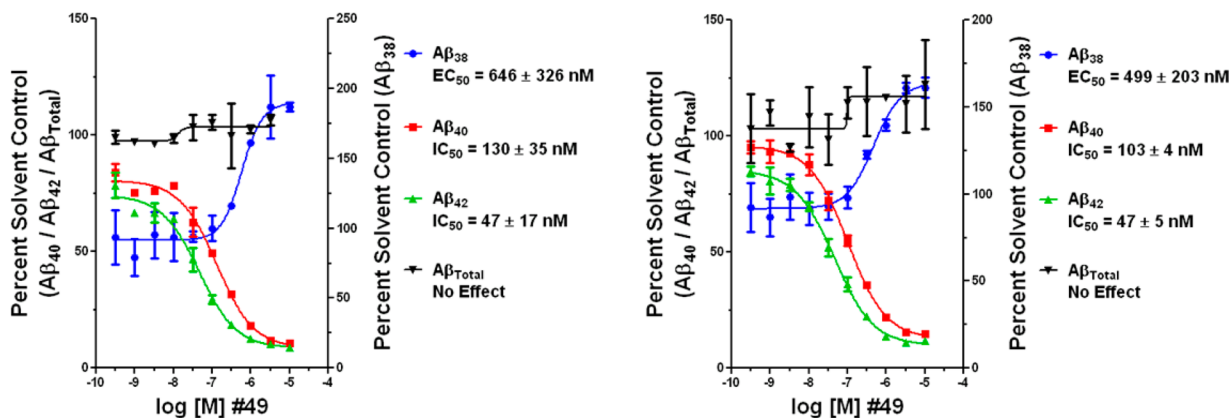 Percent Solvent Control
(Aβ40 / Aβ42 / AβTotal)
150
100
50
0
250
200
150
100
50
0
Percent Solvent Control (Aβ38)
-10 -9 -8 -7 -6 -5 -4
log [M] #49
Aβ38
EC50 = 646 ± 326 nM
Aβ40
IC50 = 130 ± 35 nM
Aβ42
IC50 = 47 ± 17 nM
AβTotal
No Effect
Percent Solvent Control
(Aβ40 / Aβ42 / AβTotal)
150
100
50
0
200
150
100
50
0
Percent Solvent Control (Aβ38)
-10 -9 -8 -7 -6 -5 -4
log [M] #49
Aβ38
EC50 = 499 ± 203 nM
Aβ40
IC50 = 103 ± 4 nM
Aβ42
IC50 = 47 ± 5 nM
AβTotal
No Effect